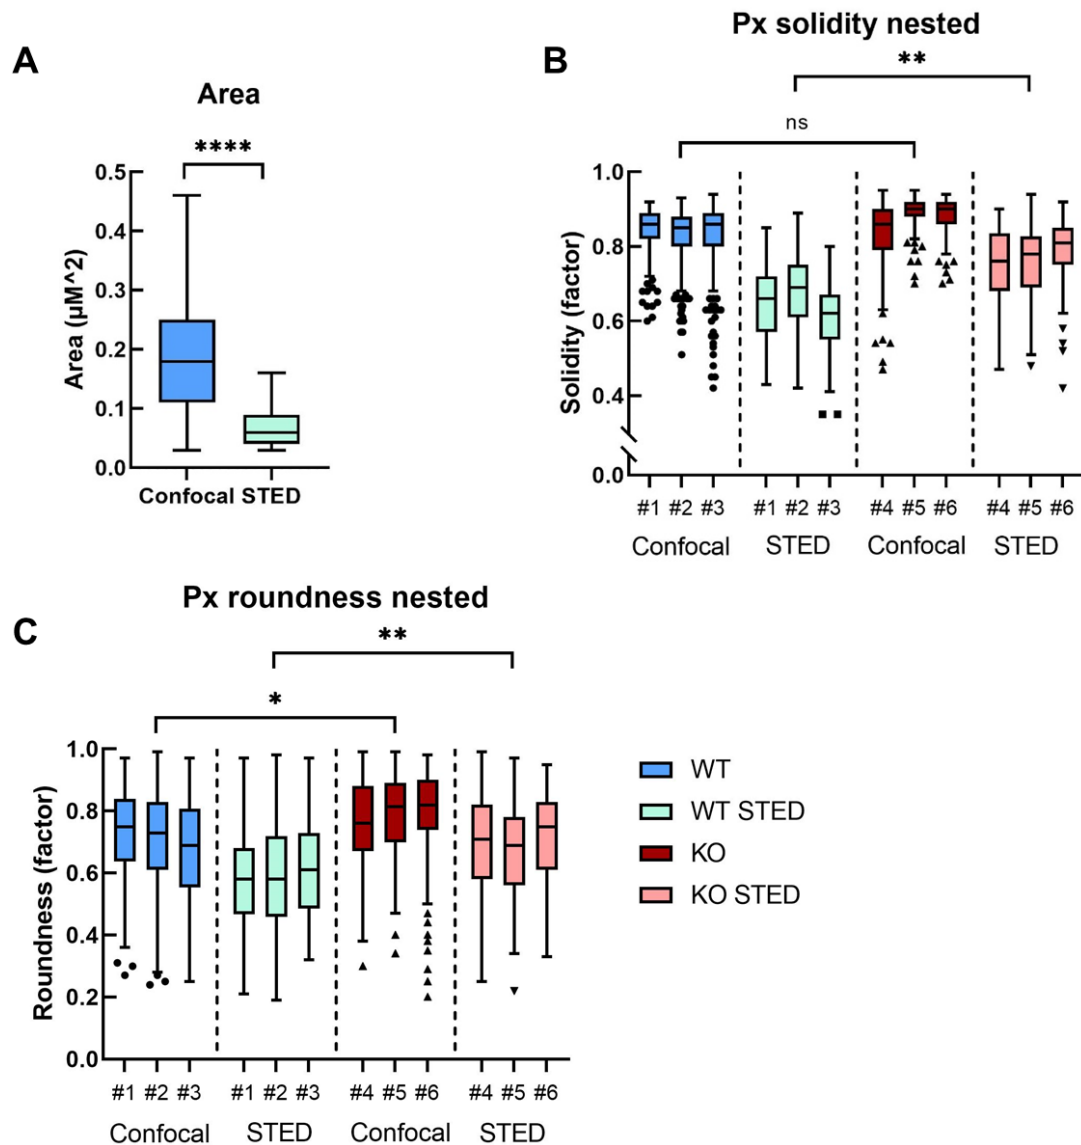 A
Area
****
Area (µM^2)
0.5
0.4
0.3
0.2
0.1
0.0
Confocal STED
Px solidity nested
B
**
ns
Solidity (factor)
1.0
0.8
0.6
0.4
0.0
#1 #2 #3 #1 #2 #3 #4 #5 #6 #4 #5 #6
Confocal STED Confocal STED
Px roundness nested
C
**
*
Roundness (factor)
1.0
0.8
0.6
0.4
0.2
0.0
#1 #2 #3 #1 #2 #3 #4 #5 #6 #4 #5 #6
Confocal STED Confocal STED
WT
WT STED
KO
KO STED